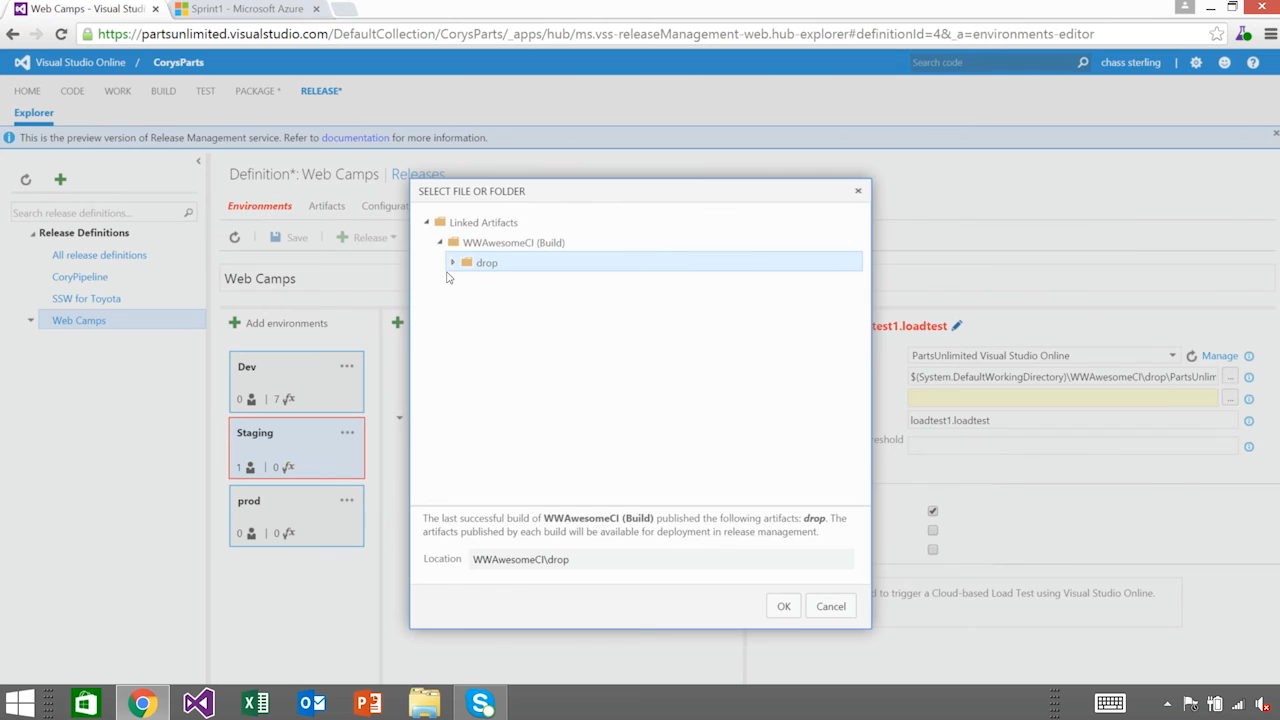 Web Camps - Visual Studio
Sprint1 - Microsoft Azure
https://partsunlimited.visualstudio.com/DefaultCollection/CorysParts/_apps/hub/ms.vss-releaseManagement-web.hub-explorer#definitionId=4&_a=environments-editor
Visual Studio Online / CorysParts
Search code
chass sterling
HOME CODE WORK BUILD TEST PACKAGE * RELEASE*
Explorer
This is the preview version of Release Management service. Refer to documentation for more information.
Definition*: Web Camps | Releases
Search release definitions...
Environments Artifacts Configurat
Save
Release
Release Definitions
All release definitions
CoryPipeline
SSW for Toyota
Web Camps
Web Camps
Add environments
Dev
0 | 7 fx
Staging
1 | 0 fx
prod
0 | 0 fx
SELECT FILE OR FOLDER
Linked Artifacts
WWAwesomeCI (Build)
drop
The last successful build of WWAwesomeCI (Build) published the following artifacts: drop. The
artifacts published by each build will be available for deployment in release management.
Location WWAwesomeCI\drop
OK Cancel
test1.loadtest
PartsUnlimited Visual Studio Online
Manage
$(System.DefaultWorkingDirectory)\WWAwesomeCI\drop\PartsUnlim
...
...
loadtest1.loadtest
reshold
d to trigger a Cloud-based Load Test using Visual Studio Online.